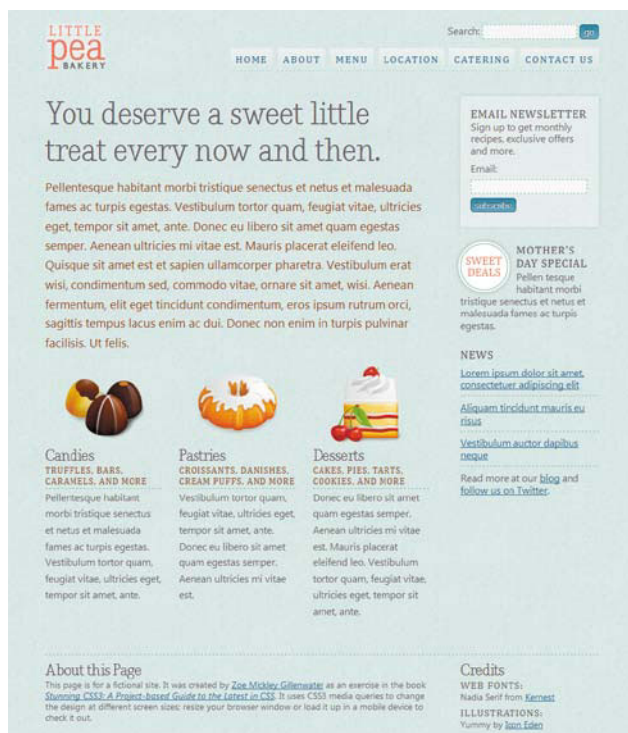 LITTLE
pea
BAKERY
Search:
go
HOME ABOUT MENU LOCATION CATERING CONTACT US
You deserve a sweet little
treat every now and then.
Pellentesque habitant morbi tristique senectus et netus et malesuada
fames ac turpis egestas. Vestibulum tortor quam, feugiat vitae, ultricies
eget, tempor sit amet, ante. Donec eu libero sit amet quam egestas
semper. Aenean ultricies mi vitae est. Mauris placerat eleifend leo.
Quisque sit amet est et sapien ullamcorper pharetra. Vestibulum erat
wisi, condimentum sed, commodo vitae, ornare sit amet, wisi. Aenean
fermentum, elit eget tincidunt condimentum, eros ipsum rutrum orci,
sagittis tempus lacus enim ac dui. Donec non enim in turpis pulvinar
facilisis. Ut felis.
Candies
TRUFFLES, BARS,
CARAMELS, AND MORE
Pellentesque habitant
morbi tristique senectus
et netus et malesuada
fames ac turpis egestas.
Vestibulum tortor quam,
feugiat vitae, ultricies eget,
tempor sit amet, ante.
Pastries
CROISSANTS, DANISHES,
CREAM PUFFS, AND MORE
Vestibulum tortor quam,
feugiat vitae, ultricies eget,
tempor sit amet, ante.
Donec eu libero sit amet
quam egestas semper.
Aenean ultricies mi vitae
est.
Desserts
CAKES, PIES, TARTS,
COOKIES, AND MORE
Donec eu libero sit amet
quam egestas semper.
Aenean ultricies mi vitae
est. Mauris placerat
eleifend leo. Vestibulum
tortor quam, feugiat vitae,
ultricies eget, tempor sit
amet, ante.
EMAIL NEWSLETTER
Sign up to get monthly
recipes, exclusive offers
and more.
Email:
subscribe
SWEET
DEALS
MOTHER'S
DAY SPECIAL
Pellen tesque
habitant morbi
tristique senectus et netus et
malesuada fames ac turpis
egestas.
NEWS
Lorem ipsum dolor sit amet,
consectetuer adipiscing elit
Aliquam tincidunt mauris eu
risus
Vestibulum auctor dapibus
neque
Read more at our blog and
follow us on Twitter.
About this Page
This page is for a fictional site. It was created by Zoe Mickley Gillenwater as an exercise in the book
Stunning CSS3: A Project-based Guide to the Latest in CSS. It uses CSS3 media queries to change
the design at different screen sizes: resize your browser window or load it up in a mobile device to
check it out.
Credits
WEB FONTS:
Nadia Serif from Kernest
ILLUSTRATIONS:
Yummy by Icon Eden